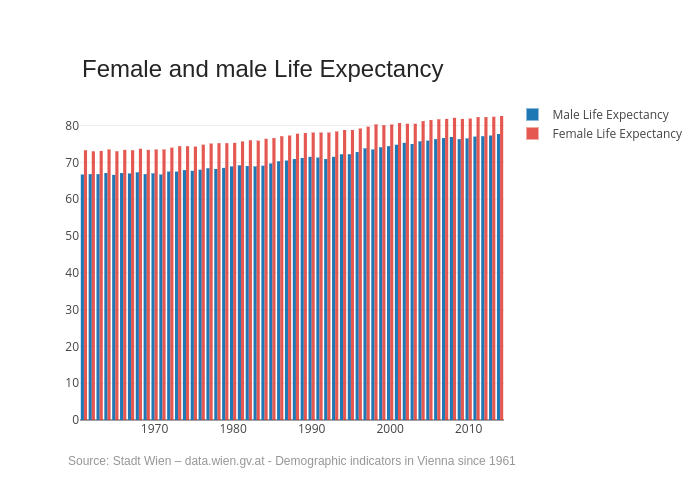 Female and male Life Expectancy
Male Life Expectancy
Female Life Expectancy
80
70
60
50
40
30
20
10
0
1970 1980 1990 2000 2010
Source: Stadt Wien – data.wien.gv.at - Demographic indicators in Vienna since 1961